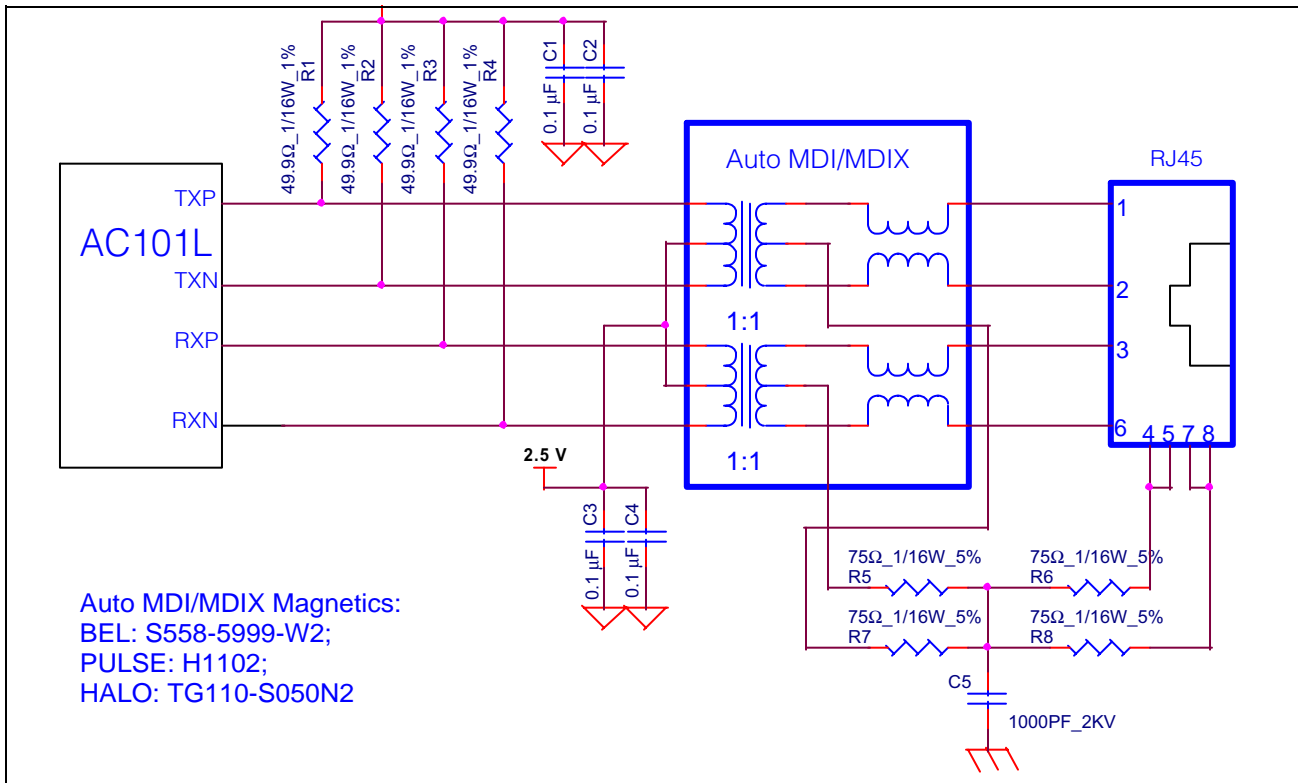 49.9Ω_1/16W_1%
R1
49.9Ω_1/16W_1%
R2
49.9Ω_1/16W_1%
R3
49.9Ω_1/16W_1%
R4
C1
0.1 µF
C2
0.1 µF
AC101L
TXP
TXN
RXP
RXN
Auto MDI/MDIX
1:1
1:1
RJ45
1
2
3
6
4 5 7 8
2.5 V
C3
0.1 µF
C4
0.1 µF
75Ω_1/16W_5%
R5
75Ω_1/16W_5%
R6
75Ω_1/16W_5%
R7
75Ω_1/16W_5%
R8
C5
1000PF_2KV
Auto MDI/MDIX Magnetics:
BEL: S558-5999-W2;
PULSE: H1102;
HALO: TG110-S050N2